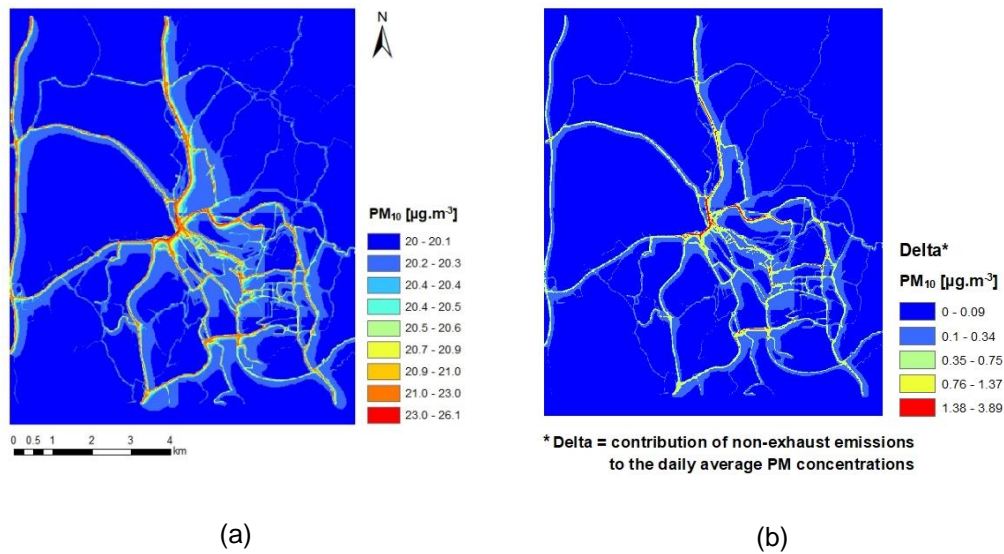 N
PM₁₀ [µg.m⁻³]
20 - 20.1
20.2 - 20.3
20.4 - 20.4
20.4 - 20.5
20.5 - 20.6
20.7 - 20.9
20.9 - 21.0
21.0 - 23.0
23.0 - 26.1
0 0.5 1 2 3 4
km
(a)
Delta*
PM₁₀ [µg.m⁻³]
0 - 0.09
0.1 - 0.34
0.35 - 0.75
0.76 - 1.37
1.38 - 3.89
* Delta = contribution of non-exhaust emissions
to the daily average PM concentrations
(b)